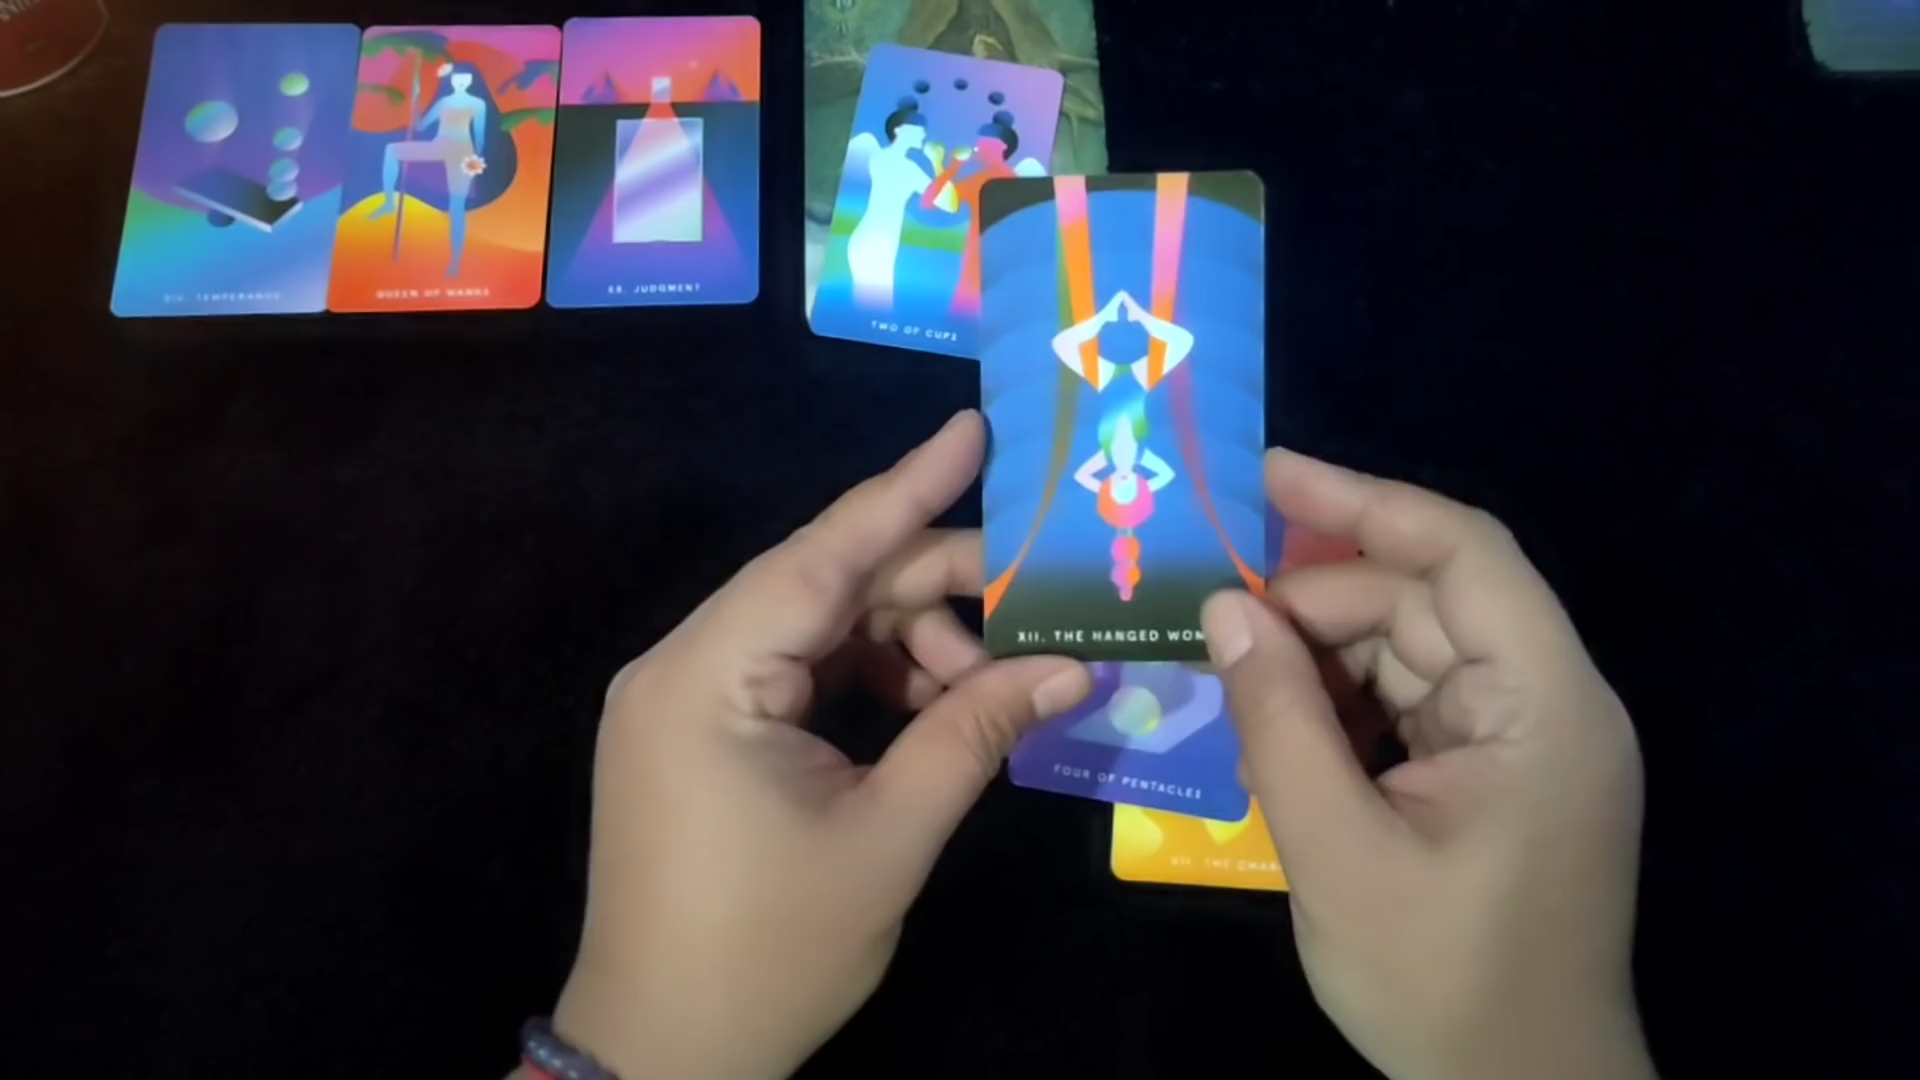 XIV. TEMPERANCE
QUEEN OF WANDS
XX. JUDGMENT
TWO OF CUPS
XII. THE HANGED WOM
FOUR OF PENTACLES
VII. THE CHAR